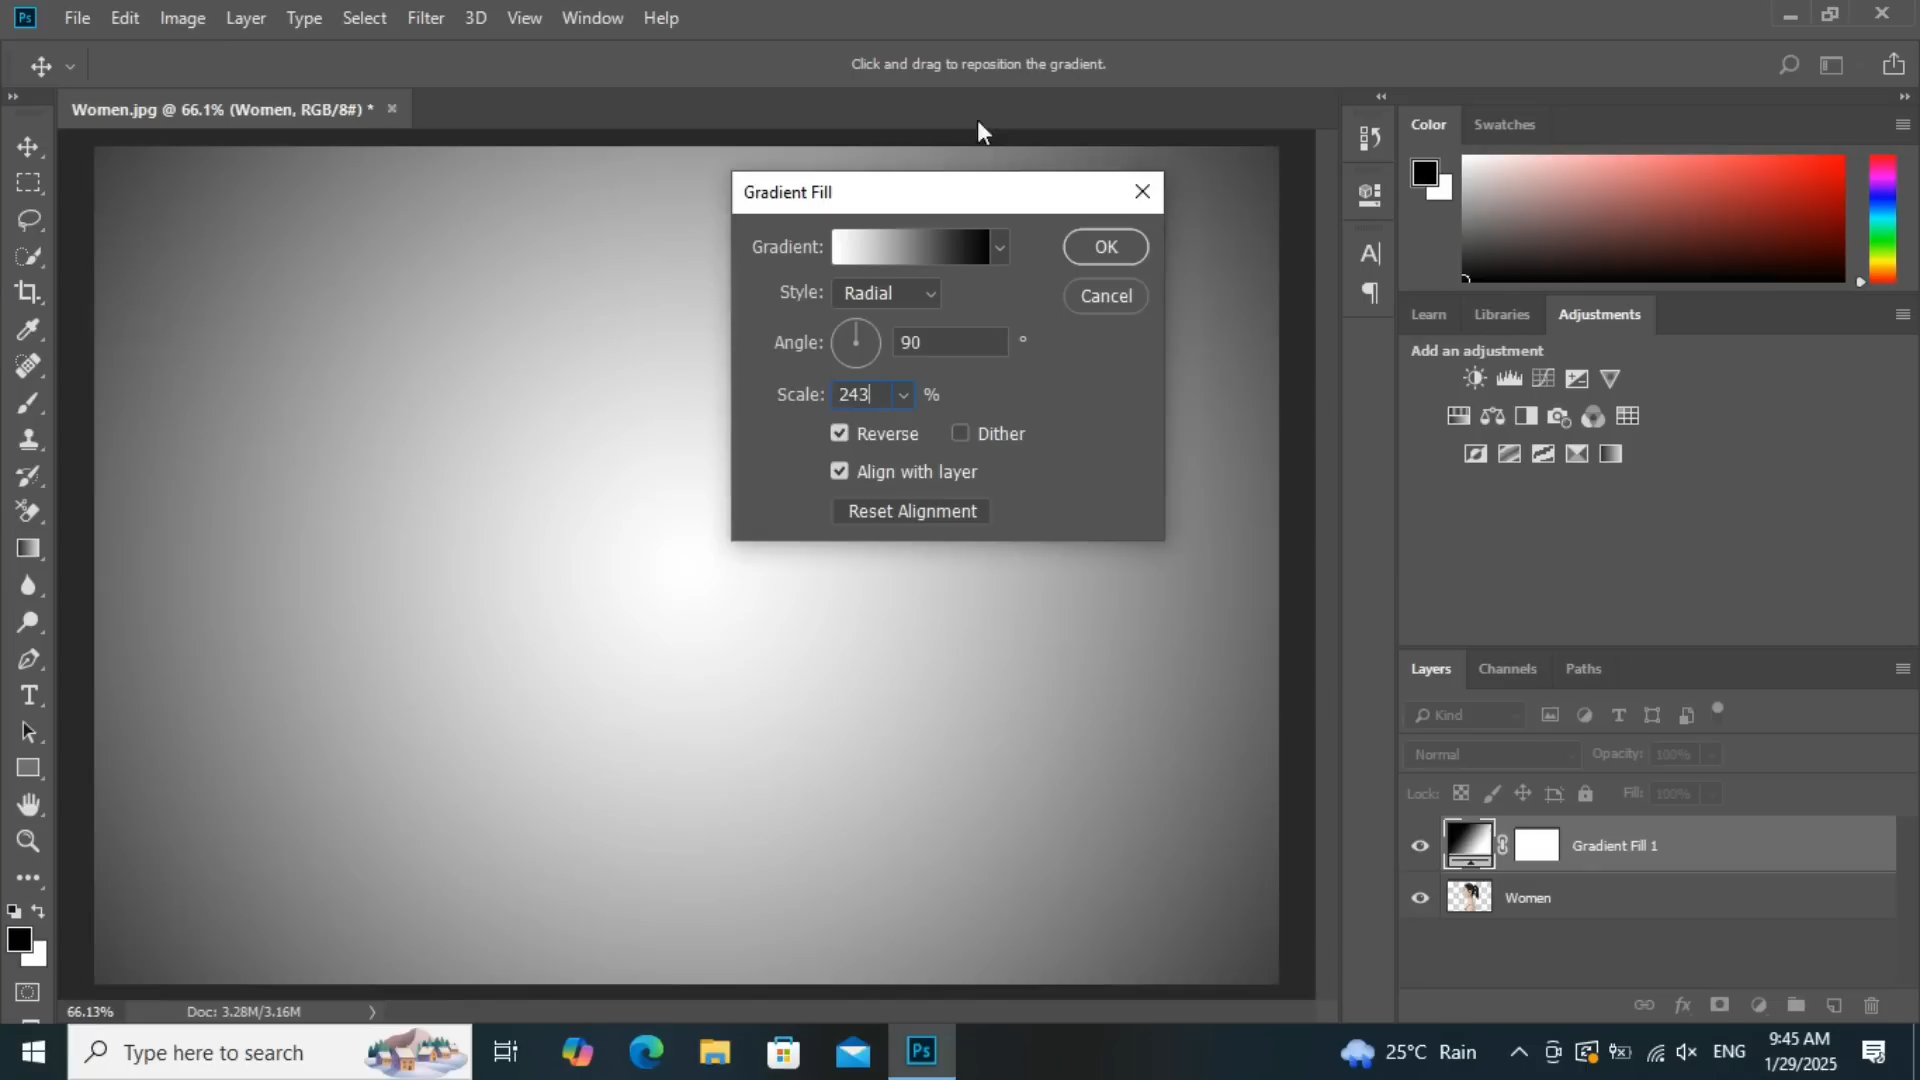 Ps File Edit Image Layer Type Select Filter 3D View Window Help
Click and drag to reposition the gradient.
Women.jpg @ 66.1% (Women, RGB/8#) *
Gradient Fill
Gradient:
OK
Style: Radial
Cancel
Angle: 90 °
Scale: 243 %
Reverse Dither
Align with layer
Reset Alignment
Color Swatches
Learn Libraries Adjustments
Add an adjustment
Layers Channels Paths
Kind
Normal Opacity: 100%
Lock: Fill: 100%
Gradient Fill 1
Women
66.13% Doc: 3.28M/3.16M
Type here to search
Ps
25°C Rain
ENG
9:45 AM
1/29/2025